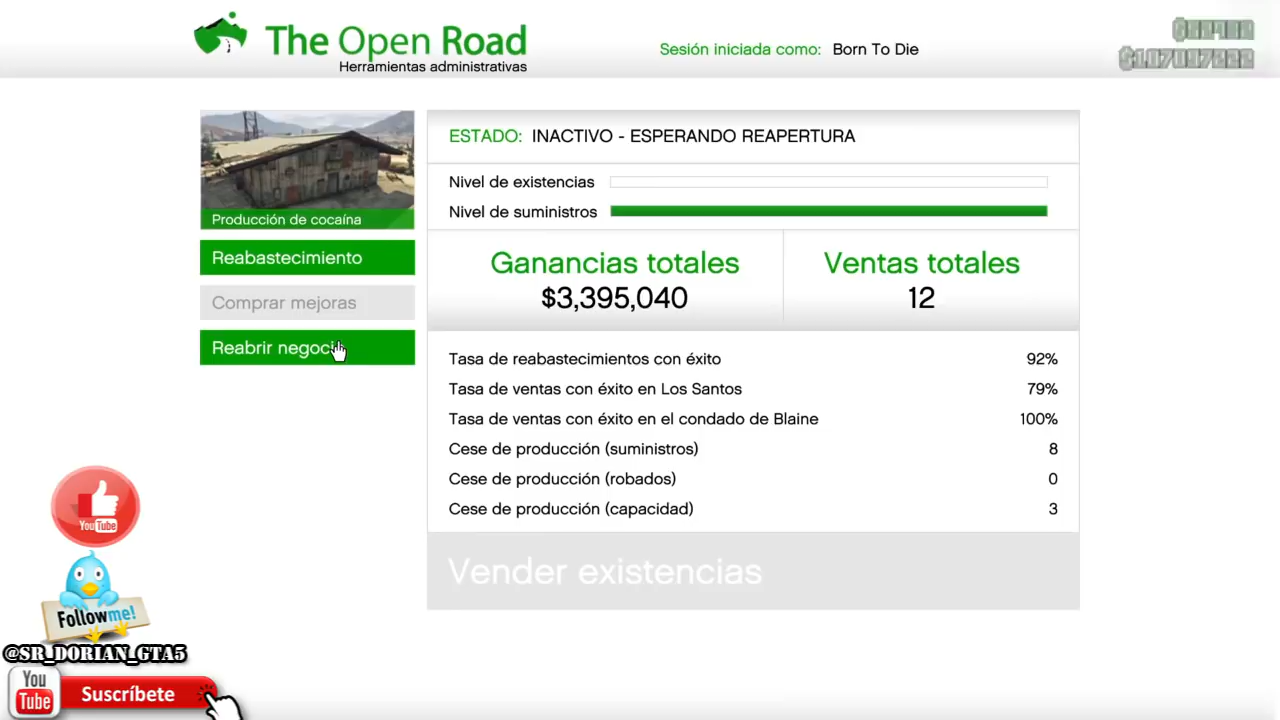 The Open Road
Herramientas administrativas
Sesión iniciada como: Born To Die
Producción de cocaína
Reabastecimiento
Comprar mejoras
Reabrir negocio
ESTADO: INACTIVO - ESPERANDO REAPERTURA
Nivel de existencias
Nivel de suministros
Ganancias totales
$3,395,040
Ventas totales
12
Tasa de reabastecimientos con éxito 92%
Tasa de ventas con éxito en Los Santos 79%
Tasa de ventas con éxito en el condado de Blaine 100%
Cese de producción (suministros) 8
Cese de producción (robados) 0
Cese de producción (capacidad) 3
Vender existencias
YouTube
Follow me!
@SR_DORIAN_GTA5
You
Tube
Suscríbete